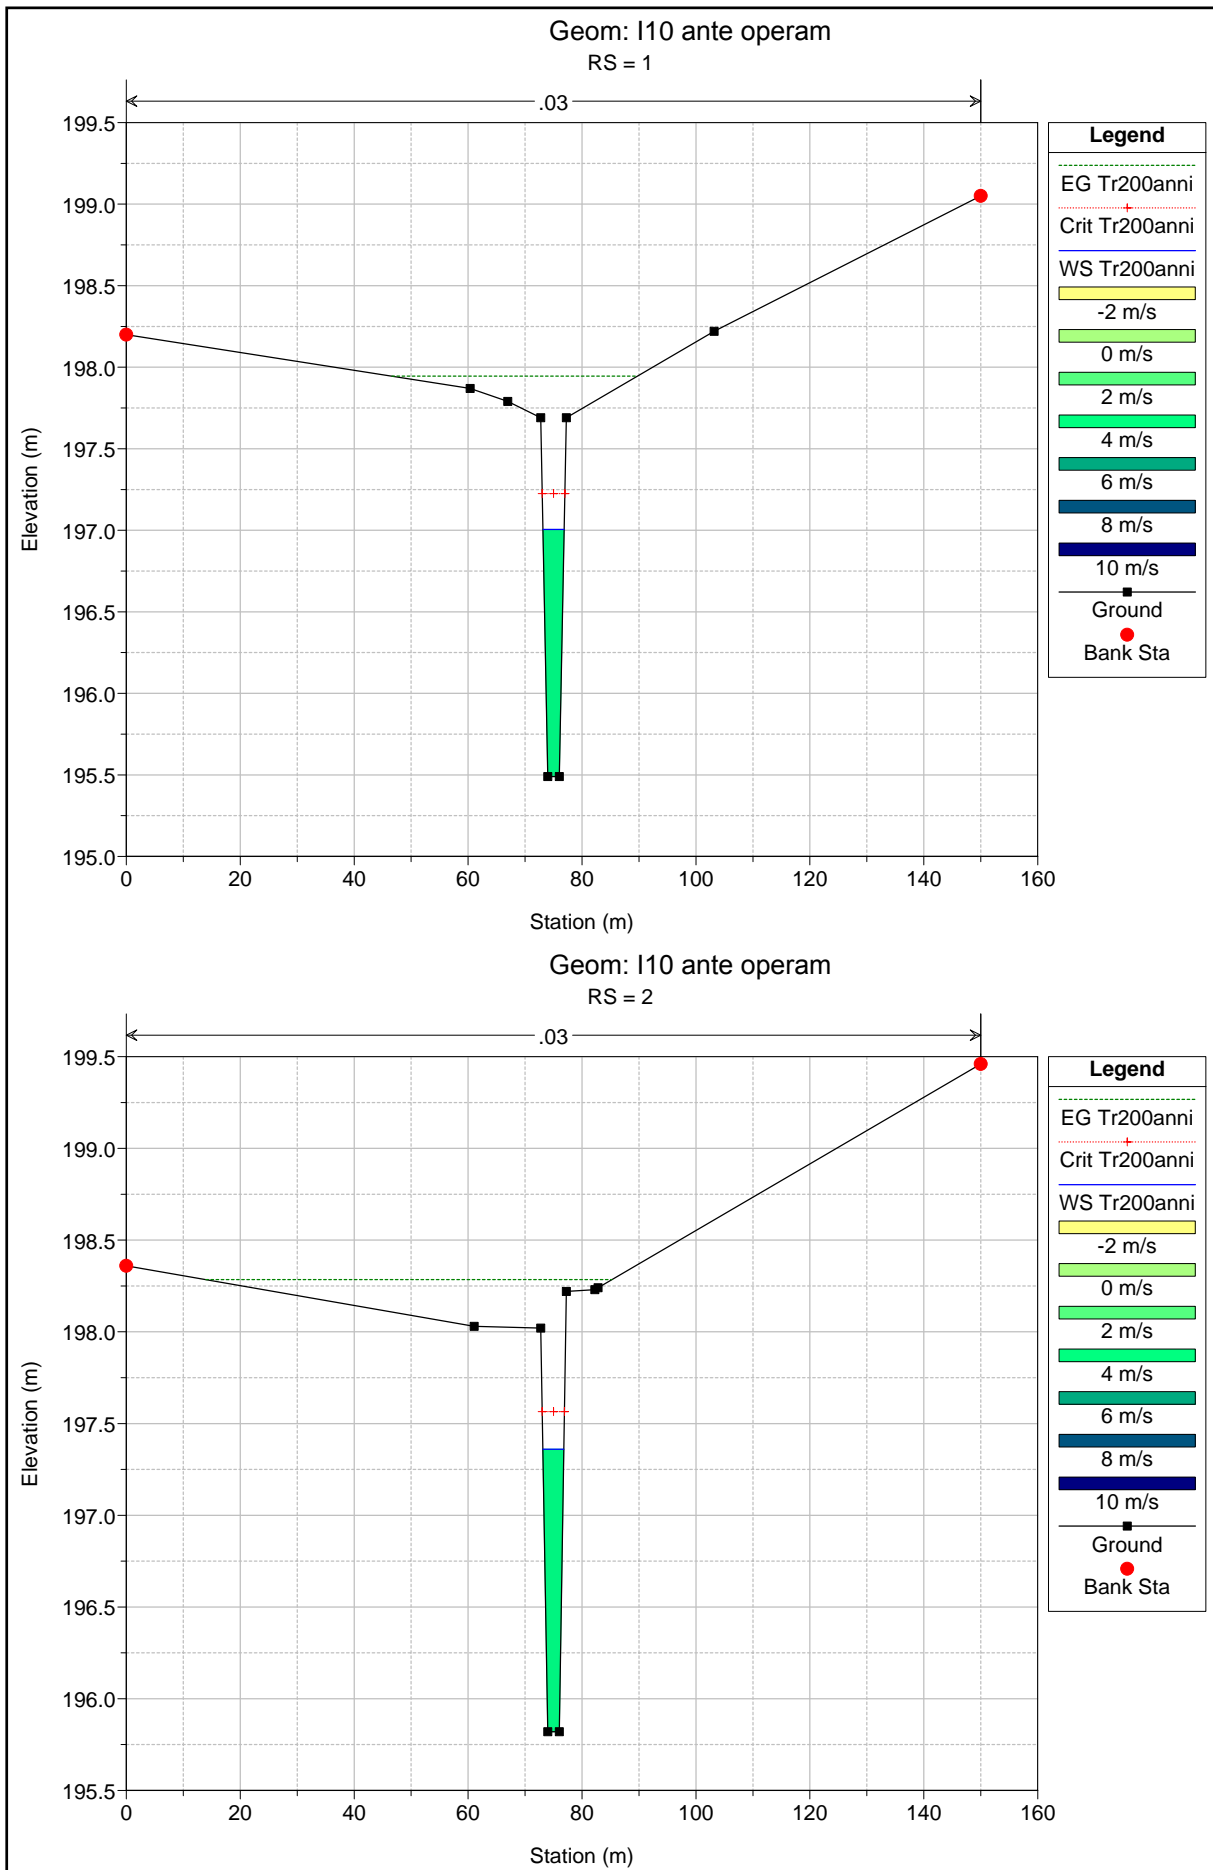 Geom: I10 ante operam
RS = 1
.03
199.5
199.0
198.5
198.0
197.5
197.0
196.5
196.0
195.5
195.0
Elevation (m)
0 20 40 60 80 100 120 140 160
Station (m)
Legend
EG Tr200anni
Crit Tr200anni
WS Tr200anni
-2 m/s
0 m/s
2 m/s
4 m/s
6 m/s
8 m/s
10 m/s
Ground
Bank Sta
Geom: I10 ante operam
RS = 2
.03
199.5
199.0
198.5
198.0
197.5
197.0
196.5
196.0
195.5
Elevation (m)
0 20 40 60 80 100 120 140 160
Station (m)
Legend
EG Tr200anni
Crit Tr200anni
WS Tr200anni
-2 m/s
0 m/s
2 m/s
4 m/s
6 m/s
8 m/s
10 m/s
Ground
Bank Sta